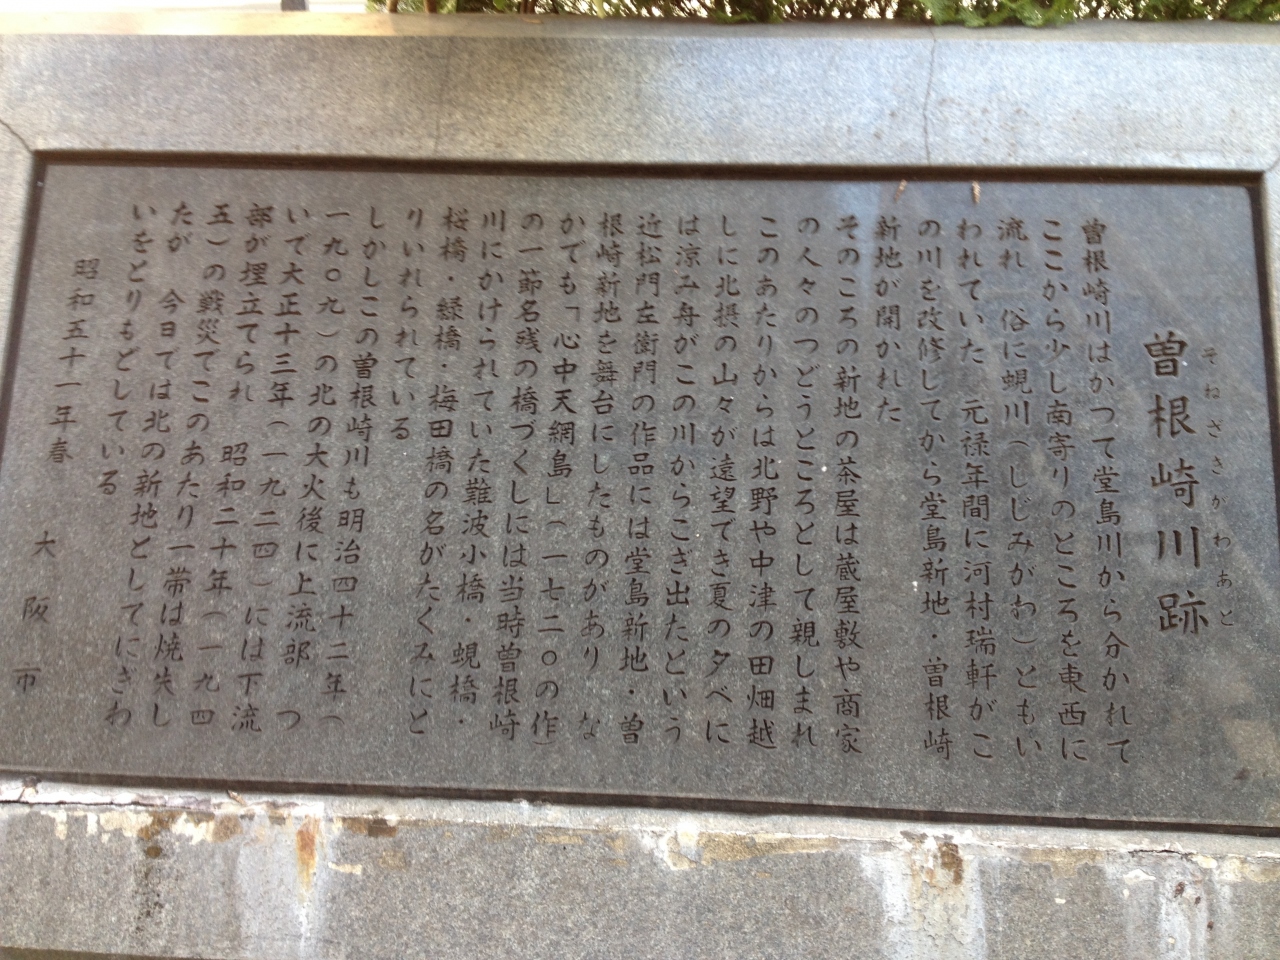 そねざきがわあと
曽根崎川跡
曽根崎川はかつて堂島川から分かれて
ここから少し南寄りのところを東西に
流れ 俗に蜆川(しじみがわ)ともい
われていた 元禄年間に河村瑞軒がこ
の川を改修してから堂島新地・曽根崎
新地が開かれた
そのころの新地の茶屋は蔵屋敷や商家
の人々のつどうところとして親しまれ
このあたりからは北野や中津の田畑越
しに北摂の山々が遠望でき夏の夕べに
は涼み舟がこの川からこぎ出たという
近松門左衛門の作品には堂島新地・曽
根崎新地を舞台にしたものがあり な
かでも「心中天網島」(一七二〇の作)
の一節名残の橋づくしには当時曽根崎
川にかけられていた難波小橋・蜆橋・
桜橋・緑橋・梅田橋の名がたくみにと
りいれられている
しかしこの曽根崎川も明治四十二年(
一九〇九)の北の大火後に上流部 つ
いで大正十三年(一九二四)には下流
部が埋立てられ 昭和二十年(一九四
五)の戦災でこのあたり一帯は焼失し
たが 今日では北の新地としてにぎわ
いをとりもどしている
昭和五十一年春 大阪市